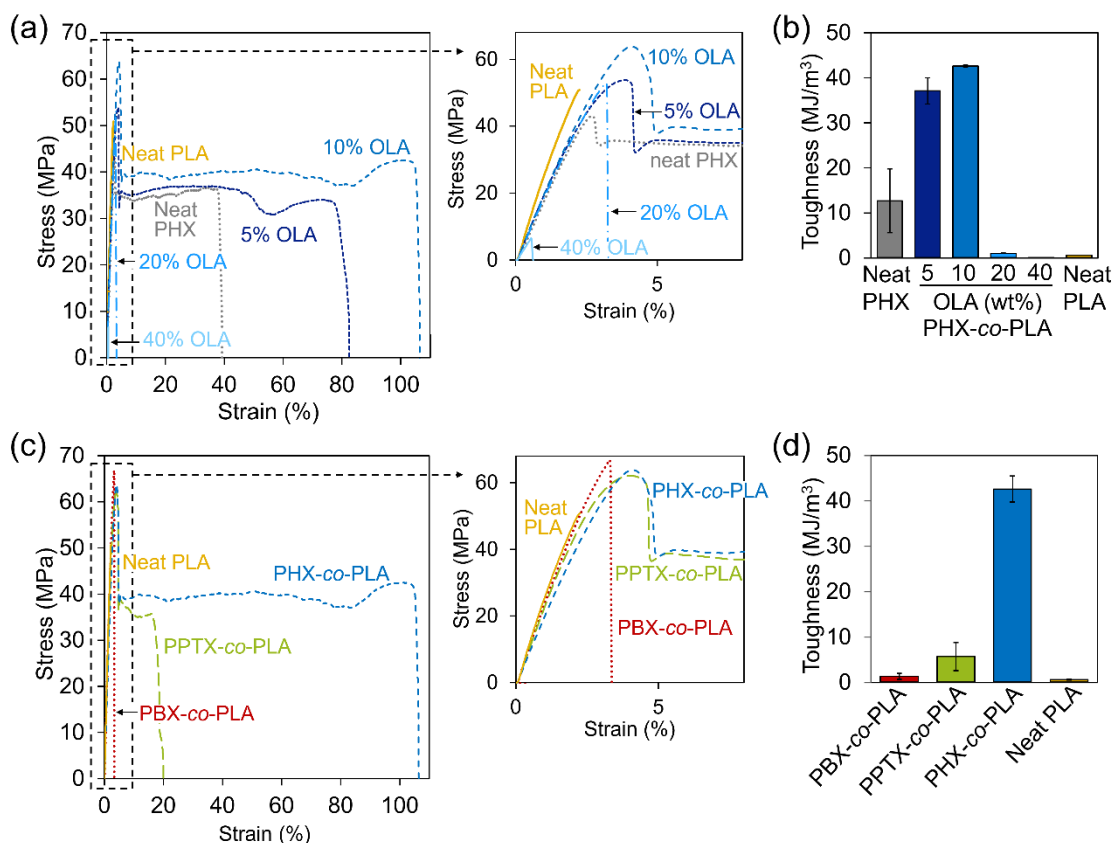 (a)
70
60
50
40
30
20
10
0
Stress (MPa)
Neat PLA
10% OLA
Neat
PHX
5% OLA
20% OLA
40% OLA
0 20 40 60 80 100
Strain (%)
60
40
20
0
Stress (MPa)
Neat
PLA
10% OLA
5% OLA
neat PHX
20% OLA
40% OLA
0 5
Strain (%)
(b)
50
40
30
20
10
0
Toughness (MJ/m³)
Neat 5 10 20 40 Neat
PHX OLA (wt%) PLA
PHX-co-PLA
(c)
70
60
50
40
30
20
10
0
Stress (MPa)
Neat PLA
PHX-co-PLA
PPTX-co-PLA
PBX-co-PLA
0 20 40 60 80 100
Strain (%)
60
40
20
0
Stress (MPa)
Neat
PLA
PHX-co-PLA
PPTX-co-PLA
PBX-co-PLA
0 5
Strain (%)
(d)
50
40
30
20
10
0
Toughness (MJ/m³)
PBX-co-PLA
PPTX-co-PLA
PHX-co-PLA
Neat PLA